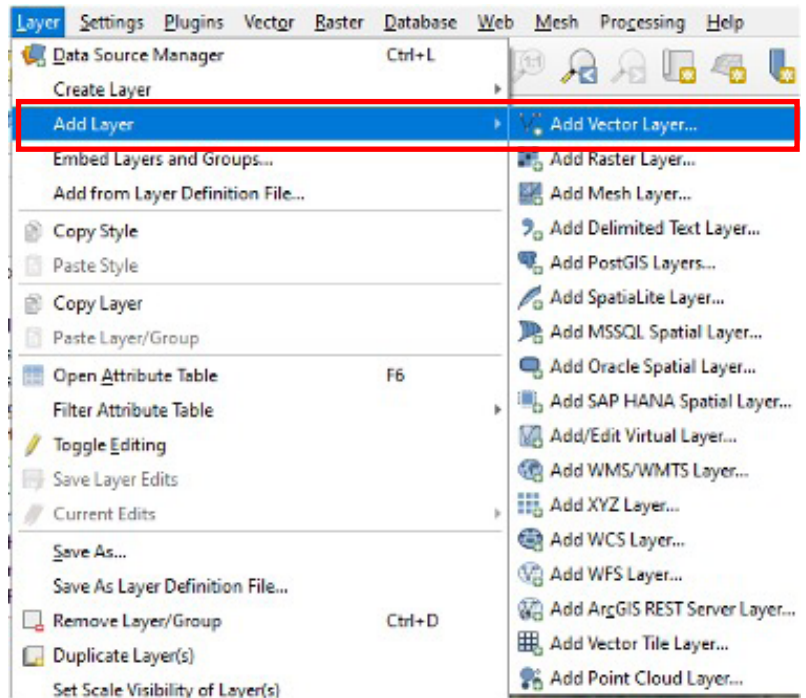 Layer Settings Plugins Vector Raster Database Web Mesh Processing Help
Data Source Manager Ctrl+L
Create Layer
Add Layer
Embed Layers and Groups...
Add from Layer Definition File...
Copy Style
Paste Style
Copy Layer
Paste Layer/Group
Open Attribute Table F6
Filter Attribute Table
Toggle Editing
Save Layer Edits
Current Edits
Save As...
Save As Layer Definition File...
Remove Layer/Group Ctrl+D
Duplicate Layer(s)
Set Scale Visibility of Layer(s)
1:1
Add Vector Layer...
Add Raster Layer...
Add Mesh Layer...
Add Delimited Text Layer...
Add PostGIS Layers...
Add SpatiaLite Layer...
Add MSSQL Spatial Layer...
Add Oracle Spatial Layer...
Add SAP HANA Spatial Layer...
Add/Edit Virtual Layer...
Add WMS/WMTS Layer...
Add XYZ Layer...
Add WCS Layer...
Add WFS Layer...
Add ArcGIS REST Server Layer...
Add Vector Tile Layer...
Add Point Cloud Layer...